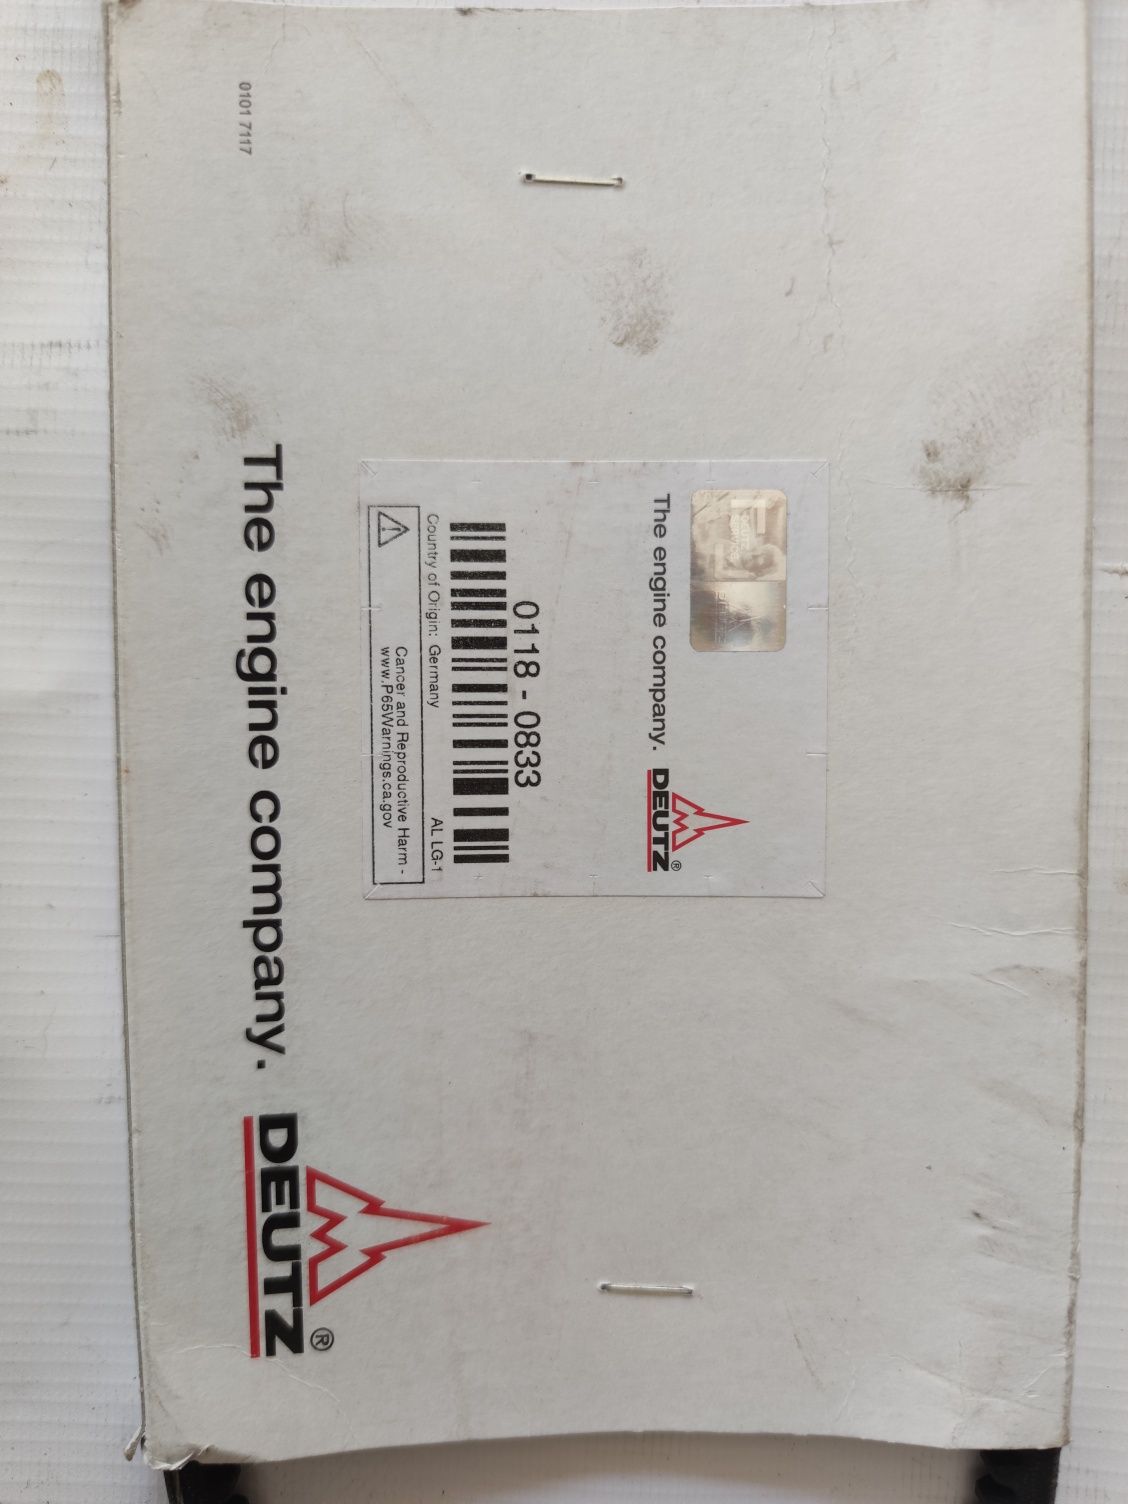 0101 7117
The engine company. DEUTZ®
0118 - 0833
Country of Origin: Germany AL LG-1
Cancer and Reproductive Harm -
www.P65Warnings.ca.gov
The engine company. DEUTZ®